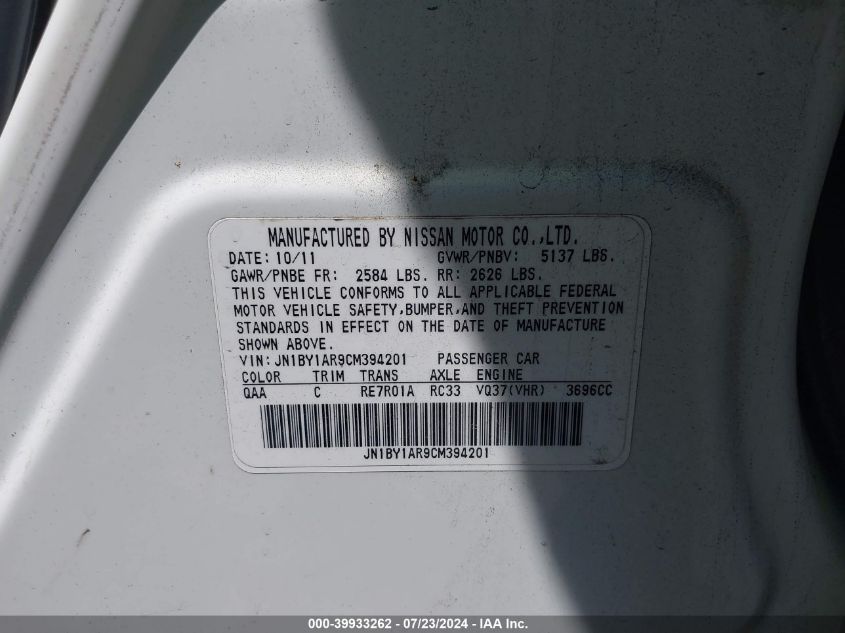 MANUFACTURED BY NISSAN MOTOR CO.,LTD.
DATE: 10/11 GVWR/PNBV: 5137 LBS.
GAWR/PNBE FR: 2584 LBS. RR: 2626 LBS.
THIS VEHICLE CONFORMS TO ALL APPLICABLE FEDERAL
MOTOR VEHICLE SAFETY,BUMPER,AND THEFT PREVENTION
STANDARDS IN EFFECT ON THE DATE OF MANUFACTURE
SHOWN ABOVE.
VIN: JN1BY1AR9CM394201 PASSENGER CAR
COLOR TRIM TRANS AXLE ENGINE
QAA C RE7R01A RC33 VQ37(VHR) 3696CC
JN1BY1AR9CM394201
000-39933262 - 07/23/2024 - IAA Inc.